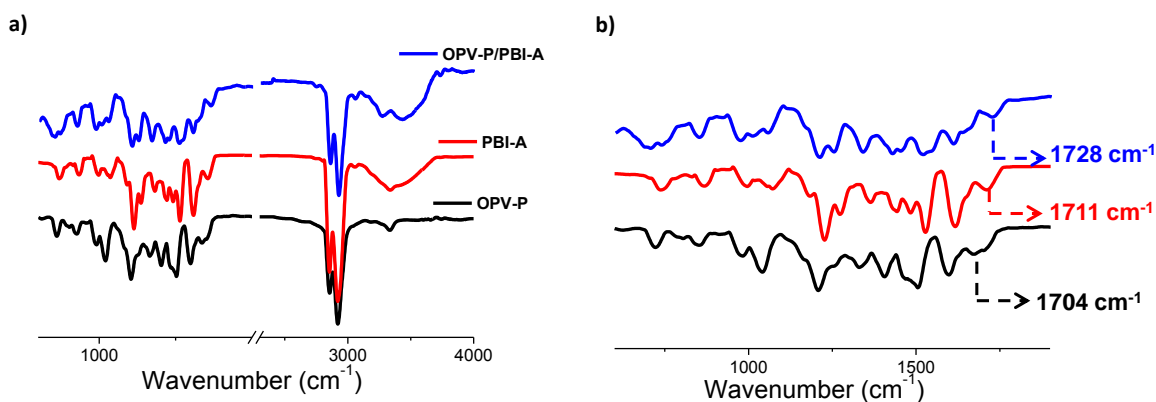 a)
OPV-P/PBI-A
PBI-A
OPV-P
1000
3000
4000
Wavenumber (cm⁻¹)
b)
1728 cm⁻¹
1711 cm⁻¹
1704 cm⁻¹
1000
1500
Wavenumber (cm⁻¹)